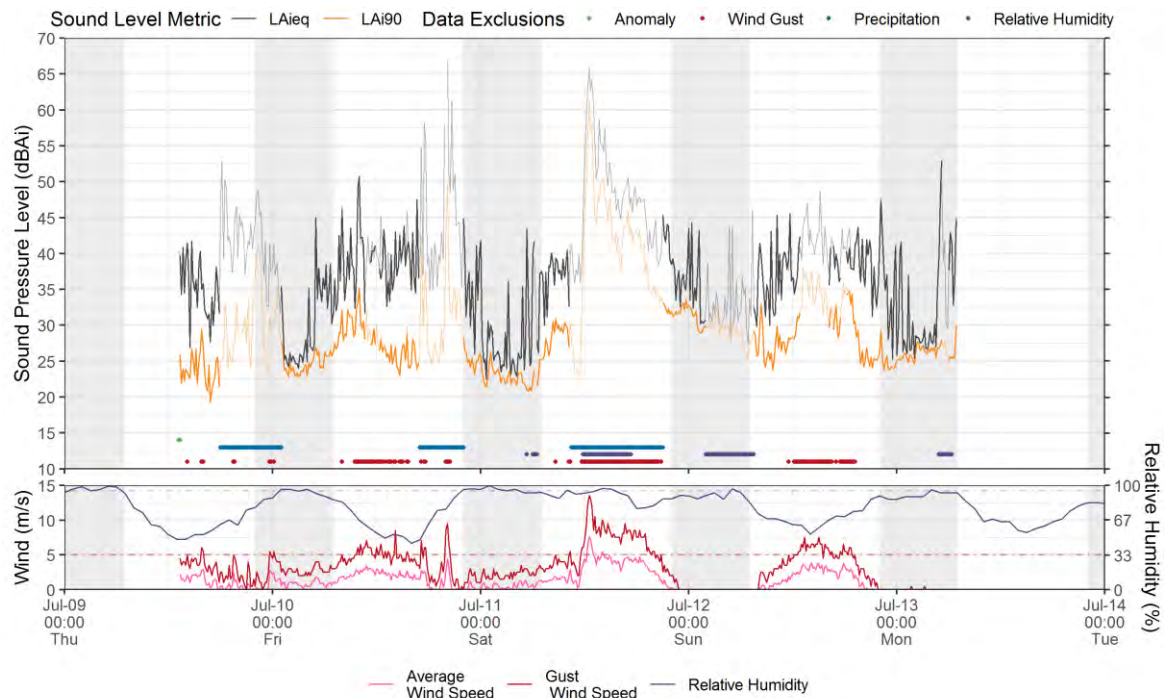 Sound Level Metric LAieq LAi90 Data Exclusions Anomaly Wind Gust Precipitation Relative Humidity
70
65
60
55
50
45
40
35
30
25
20
15
10
Sound Pressure Level (dBAi)
15
10
5
0
Wind (m/s)
100
67
33
0
Relative Humidity (%)
Jul-09 Jul-10 Jul-11 Jul-12 Jul-13 Jul-14
00:00 00:00 00:00 00:00 00:00 00:00
Thu Fri Sat Sun Mon Tue
Average Wind Speed
Gust Wind Speed
Relative Humidity